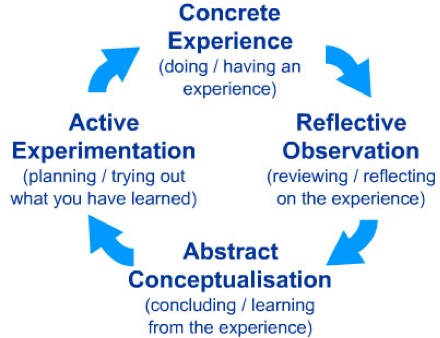 Concrete
Experience
(doing / having an
experience)
Reflective
Observation
(reviewing / reflecting
on the experience)
Abstract
Conceptualisation
(concluding / learning
from the experience)
Active
Experimentation
(planning / trying out
what you have learned)